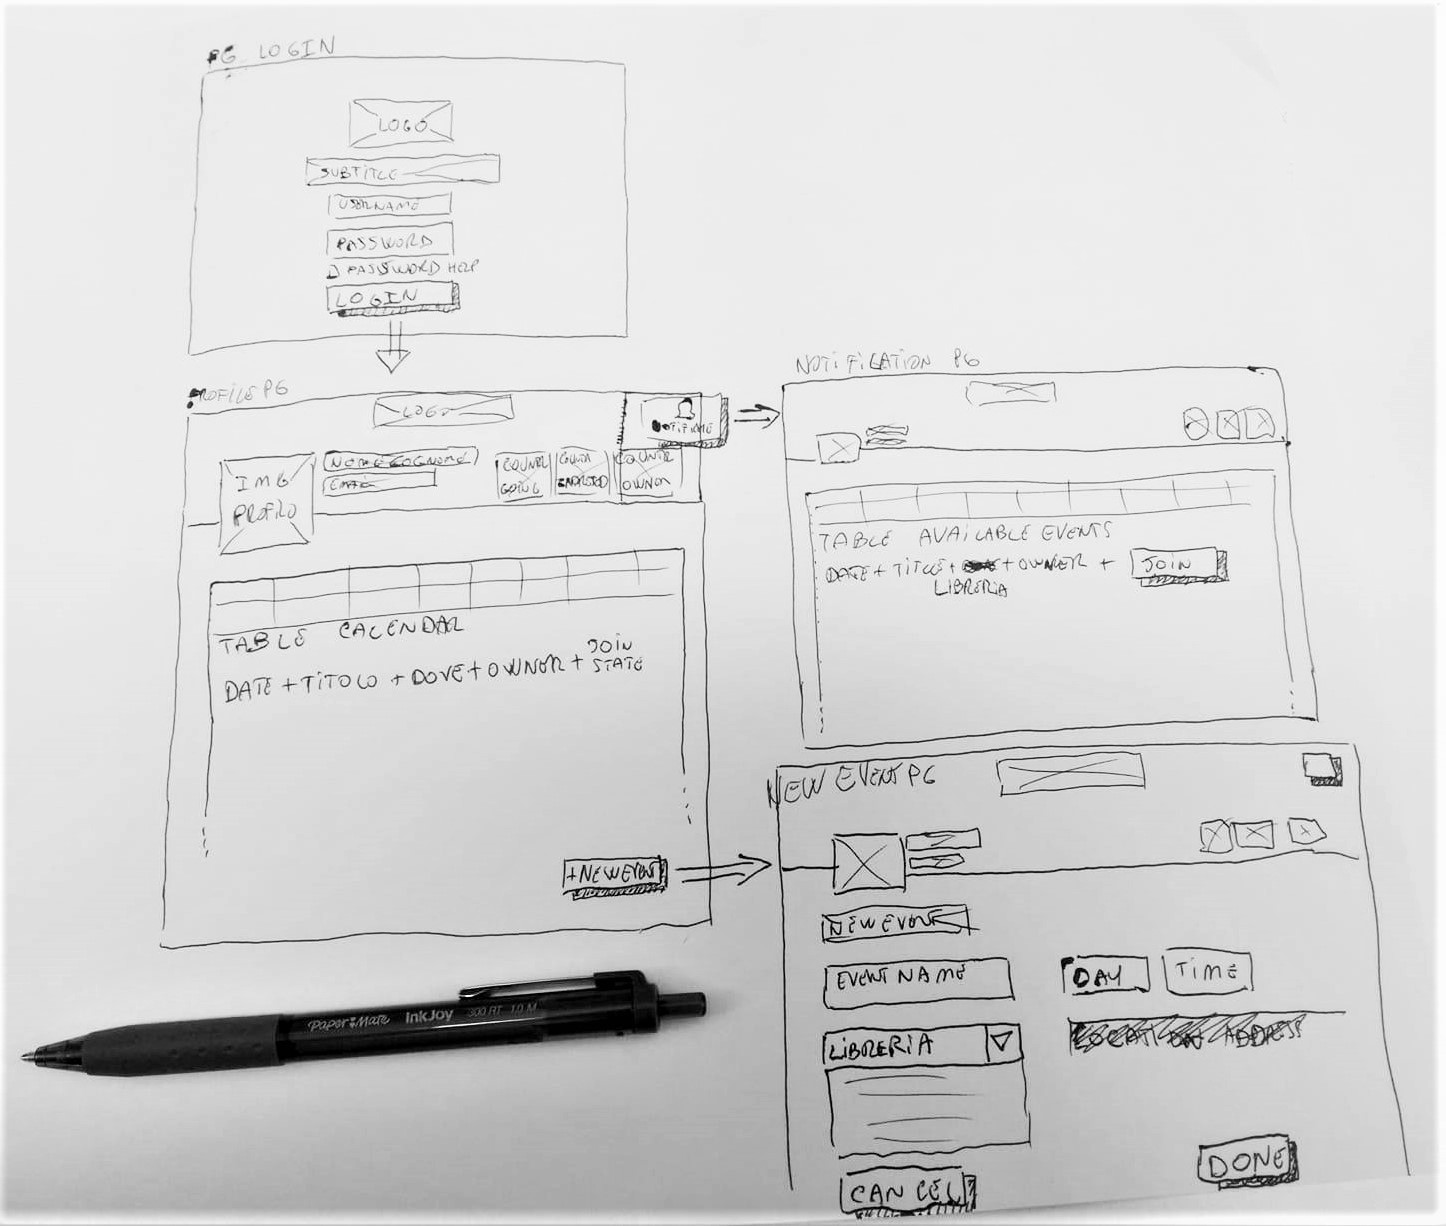 PG LOGIN
LOGO
SUBTITLE
USERNAME
PASSWORD
PASSWORD HELP
LOGIN
PROFILE PG
LOGO
NOTIFICHE
IMG
PROFILO
NOME COGNOME
EMAIL
COUNTER
GOING
COUNTER
COUNTER
OWNER
TABLE CALENDAR
DATE + TITOLO + DOVE + OWNER + JOIN
STATE
+ NEW EVENT
NOTIFICATION PG
TABLE AVAILABLE EVENTS
DATE + TITLE + + OWNER + JOIN
LIBRERIA
NEW EVENT PG
NEW EVENT
EVENT NAME
DAY TIME
LIBRERIA
LOCATION ADDRESS
CANCEL
DONE
PAPER MATE InkJoy 300 RT 1.0 M